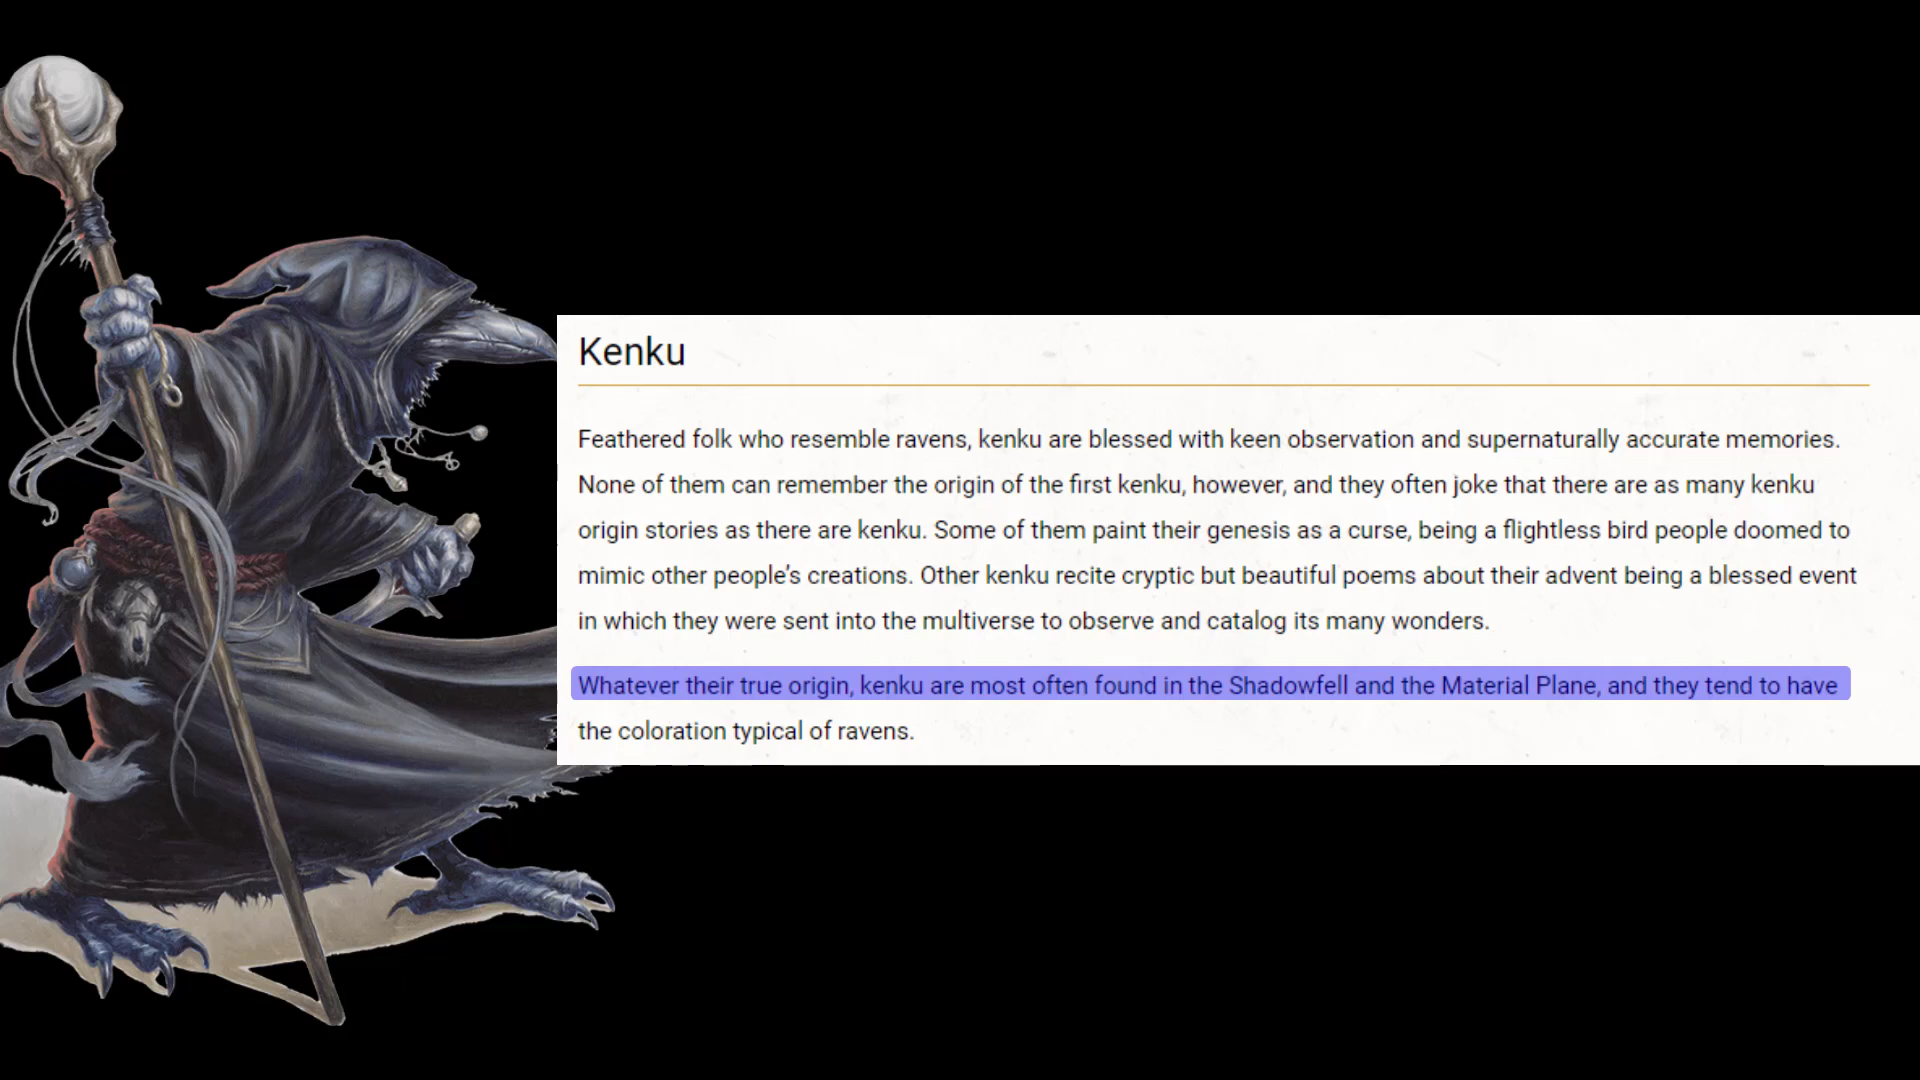 Kenku
Feathered folk who resemble ravens, kenku are blessed with keen observation and supernaturally accurate memories.
None of them can remember the origin of the first kenku, however, and they often joke that there are as many kenku
origin stories as there are kenku. Some of them paint their genesis as a curse, being a flightless bird people doomed to
mimic other people's creations. Other kenku recite cryptic but beautiful poems about their advent being a blessed event
in which they were sent into the multiverse to observe and catalog its many wonders.
Whatever their true origin, kenku are most often found in the Shadowfell and the Material Plane, and they tend to have
the coloration typical of ravens.